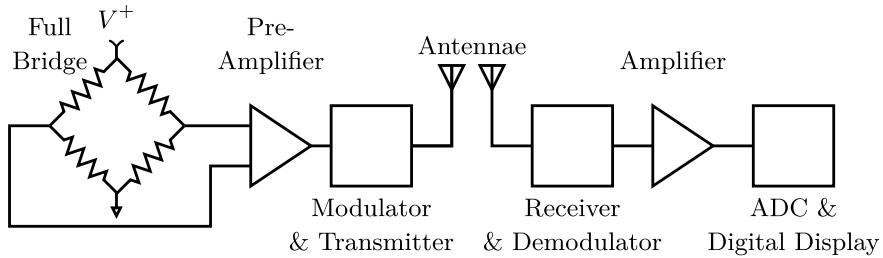 Full
Bridge
V+
Pre-
Amplifier
Antennae
Amplifier
Modulator
& Transmitter
Receiver
& Demodulator
ADC &
Digital Display